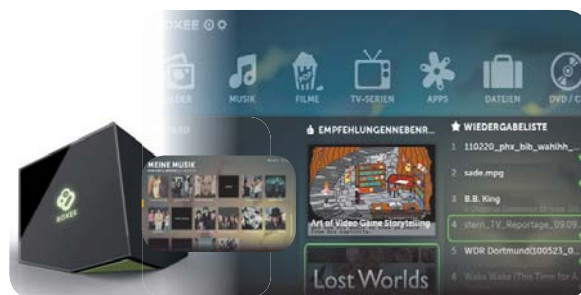 BOXEE
BILDER
MUSIK
FILME
TV-SERIEN
APPS
DATEIEN
DVD / C
EMPFEHLUNGENNEBENR...
WIEDERGABELISTE
1 110220_phx_bib_wahlhh_...
2 sade.mpg
3 B.B. King
4 stern_TV_Reportage_09.09...
5 WDR Dortmund(100523_0...
6 Waka Waka (This Time for A
Art of Video Game Storytelling
Lost Worlds
MEINE MUSIK
BOXEE